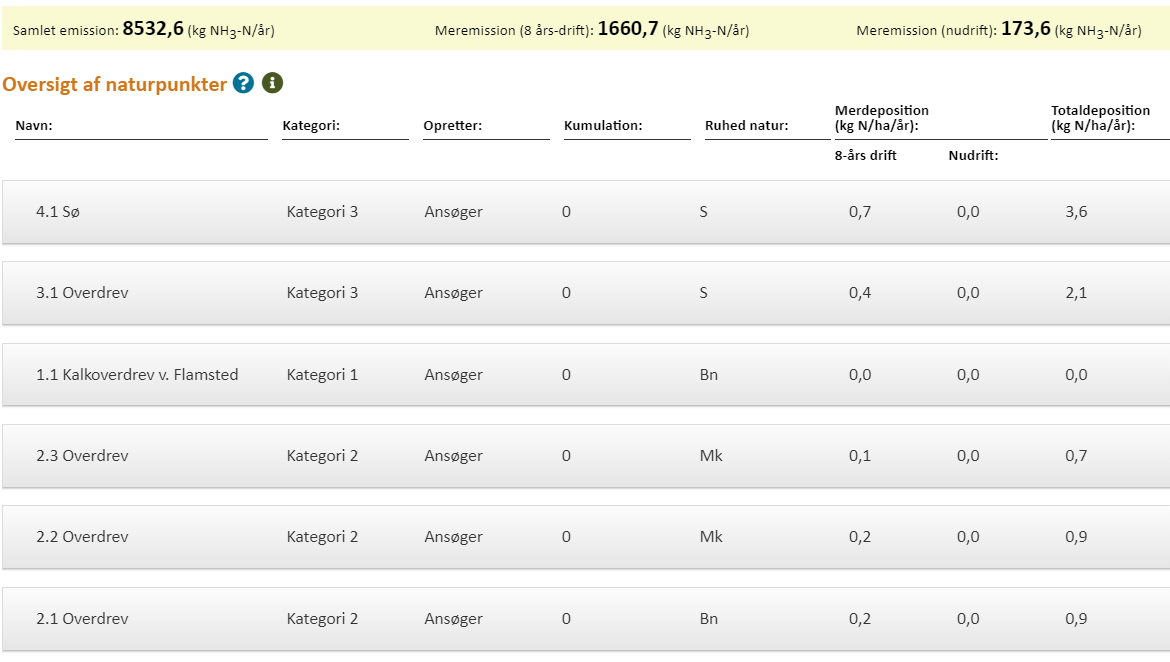 Samlet emission: 8532,6 (kg NH3-N/år) Meremission (8 års-drift): 1660,7 (kg NH3-N/år) Meremission (nudrift): 173,6 (kg NH3-N/år)
Oversigt af naturpunkter ? i
Navn: Kategori: Opretter: Kumulation: Ruhed natur: Merdeposition (kg N/ha/år): Totaldeposition (kg N/ha/år):
8-års drift Nudrift:
4.1 Sø Kategori 3 Ansøger 0 S 0,7 0,0 3,6
3.1 Overdrev Kategori 3 Ansøger 0 S 0,4 0,0 2,1
1.1 Kalkoverdrev v. Flamsted Kategori 1 Ansøger 0 Bn 0,0 0,0 0,0
2.3 Overdrev Kategori 2 Ansøger 0 Mk 0,1 0,0 0,7
2.2 Overdrev Kategori 2 Ansøger 0 Mk 0,2 0,0 0,9
2.1 Overdrev Kategori 2 Ansøger 0 Bn 0,2 0,0 0,9